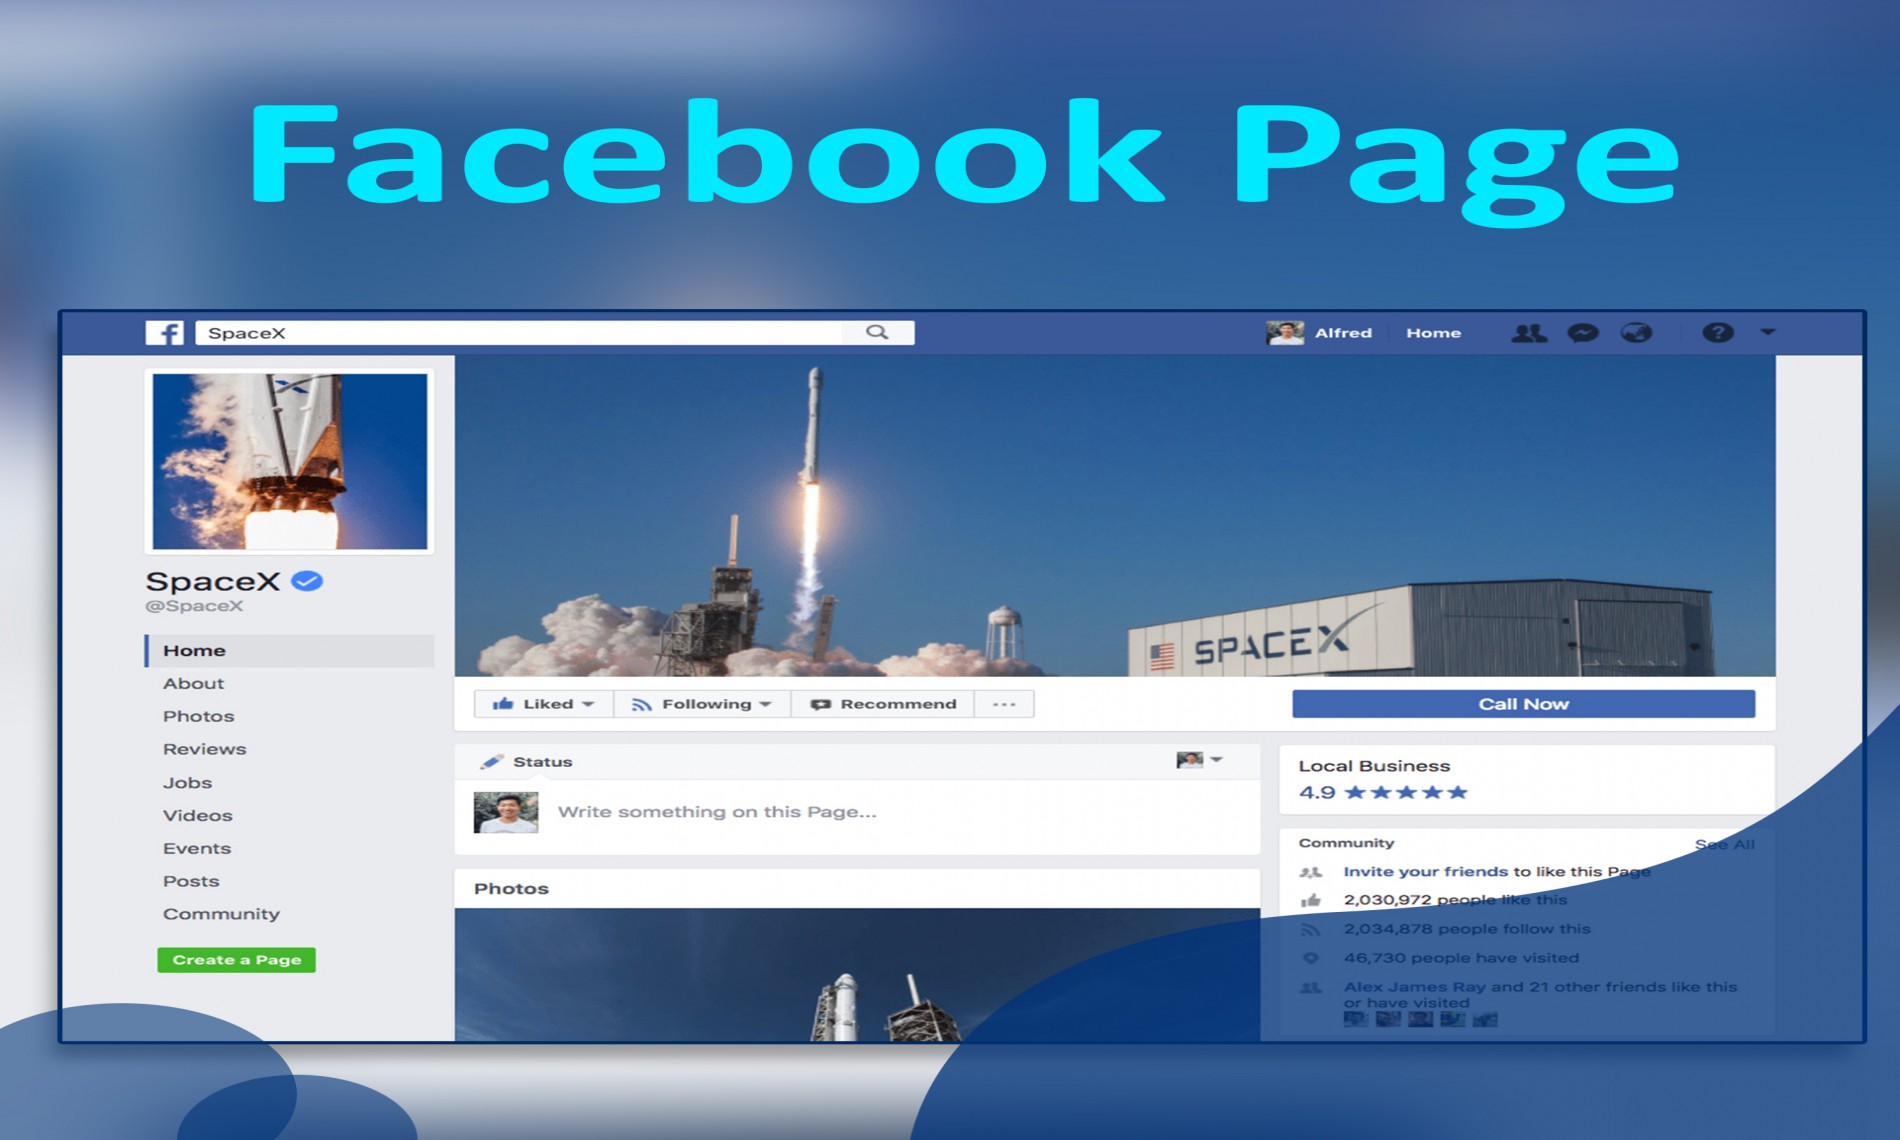 Facebook Page
SpaceX
Alfred
Home
SpaceX
@SpaceX
Home
About
Photos
Reviews
Jobs
Videos
Events
Posts
Community
Create a Page
SPACEX
Liked
Following
Recommend
...
Call Now
Status
Write something on this Page...
Photos
Local Business
4.9
Community
See All
Invite your friends to like this Page
2,030,972 people like this
2,034,878 people follow this
46,730 people have visited
Alex James Ray and 21 other friends like this
or have visited